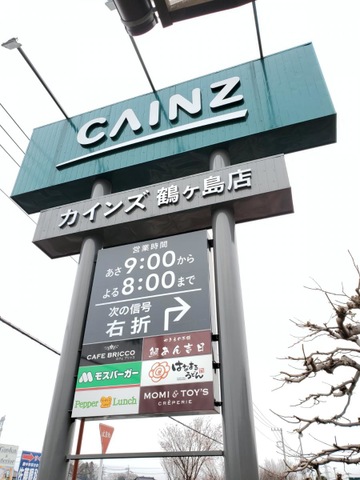 CAINZ
カインズ 鶴ヶ島店
営業時間
あさ9:00から
よる8:00まで
次の信号
右折
CAFE BRICCO
鯛あん吉日
モスバーガー
はなまるうどん
Pepper Lunch
MOMI & TOY'S
CRÊPERIE